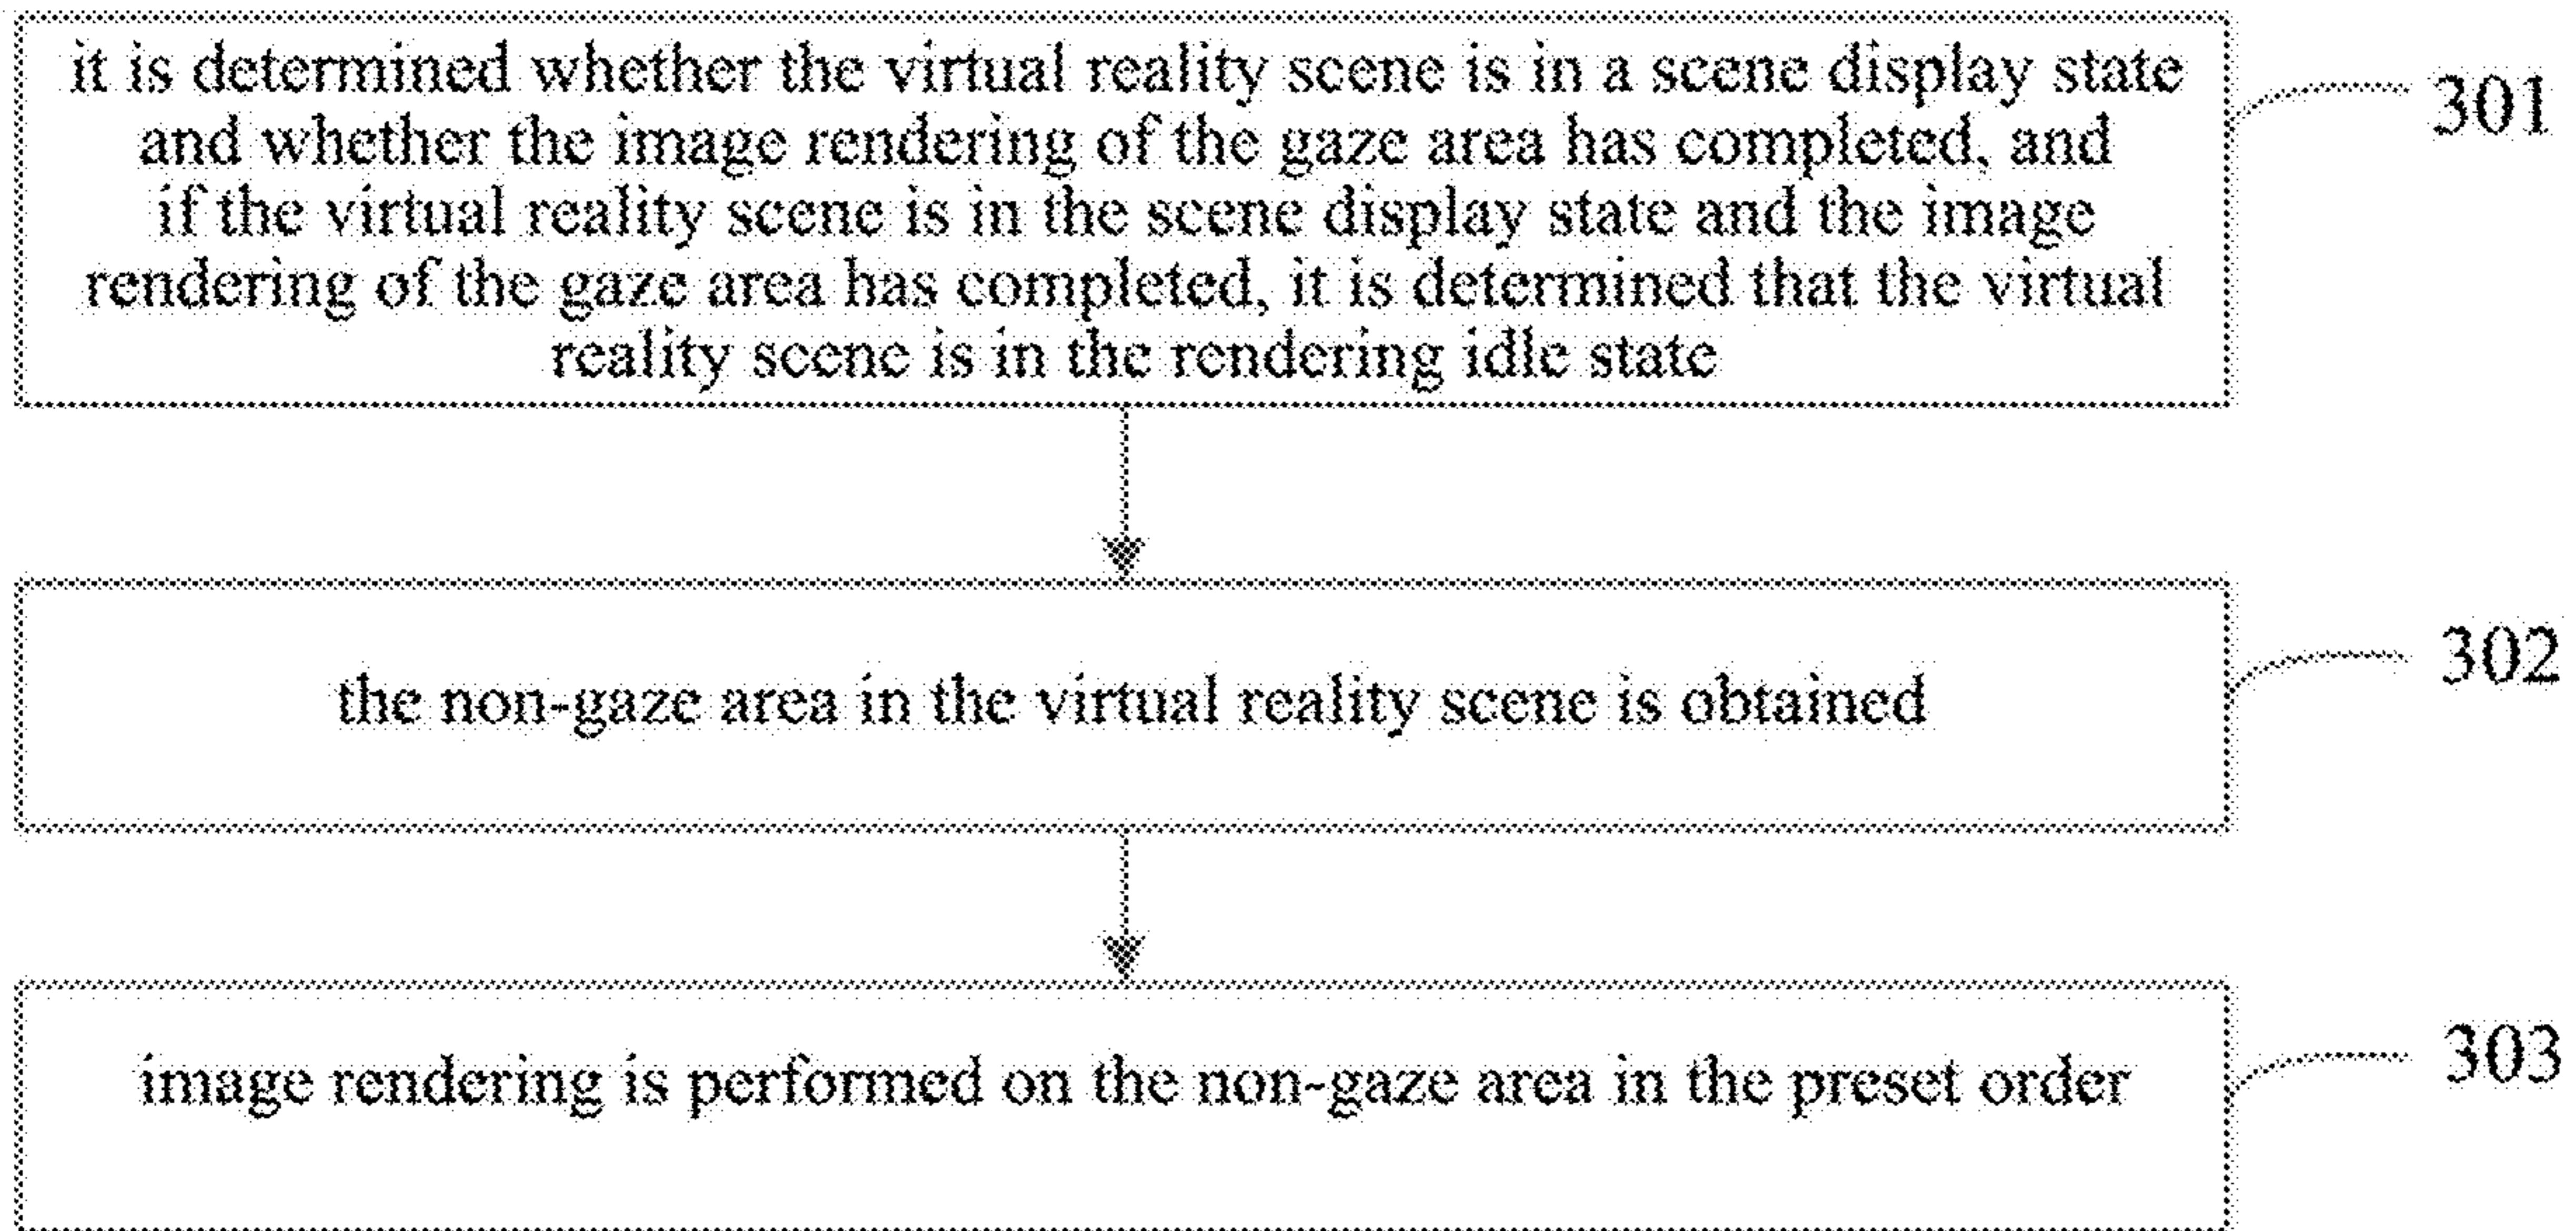 it is determined whether the virtual reality scene is in a scene display state
and whether the image rendering of the gaze area has completed, and
if the virtual reality scene is in the scene display state and the image
rendering of the gaze area has completed, it is determined that the virtual
reality scene is in the rendering idle state
301
the non-gaze area in the virtual reality scene is obtained
302
image rendering is performed on the non-gaze area in the preset order
303